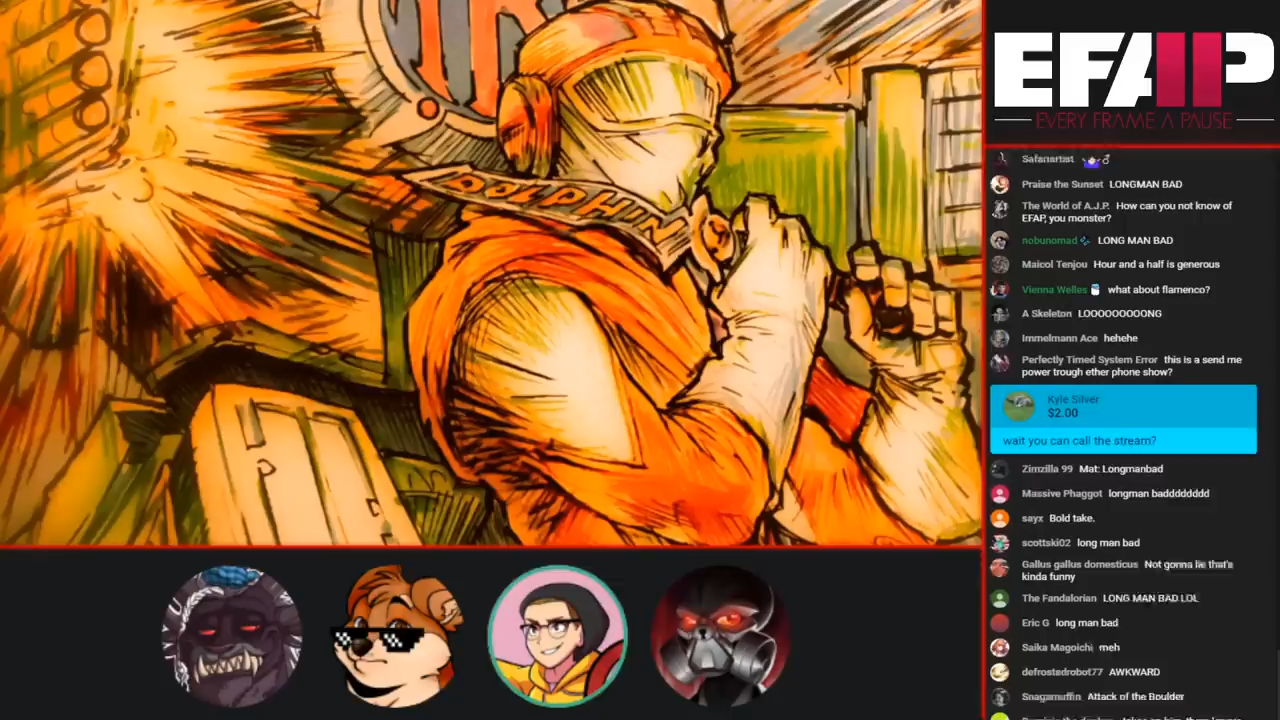 DOLPHIN
EFAP
EVERY FRAME A PAUSE
Safanartist
Praise the Sunset LONGMAN BAD
The World of A.J.P. How can you not know of
EFAP, you monster?
nobunomad LONG MAN BAD
Maicol Tenjou Hour and a half is generous
Vienna Welles what about flamenco?
A Skeleton LOOOOOOOONG
Immelmann Ace hehehe
Perfectly Timed System Error this is a send me
power trough ether phone show?
Kyle Silver
$2.00
wait you can call the stream?
Zimzilla 99 Mat: Longmanbad
Massive Phaggot longman badddddddd
sayx Bold take.
scottski02 long man bad
Gallus gallus domesticus Not gonna lie that's
kinda funny
The Fandalorian LONG MAN BAD LOL
Eric G long man bad
Saika Magoichi meh
defrostedrobot77 AWKWARD
Snagamuffin Attack of the Boulder